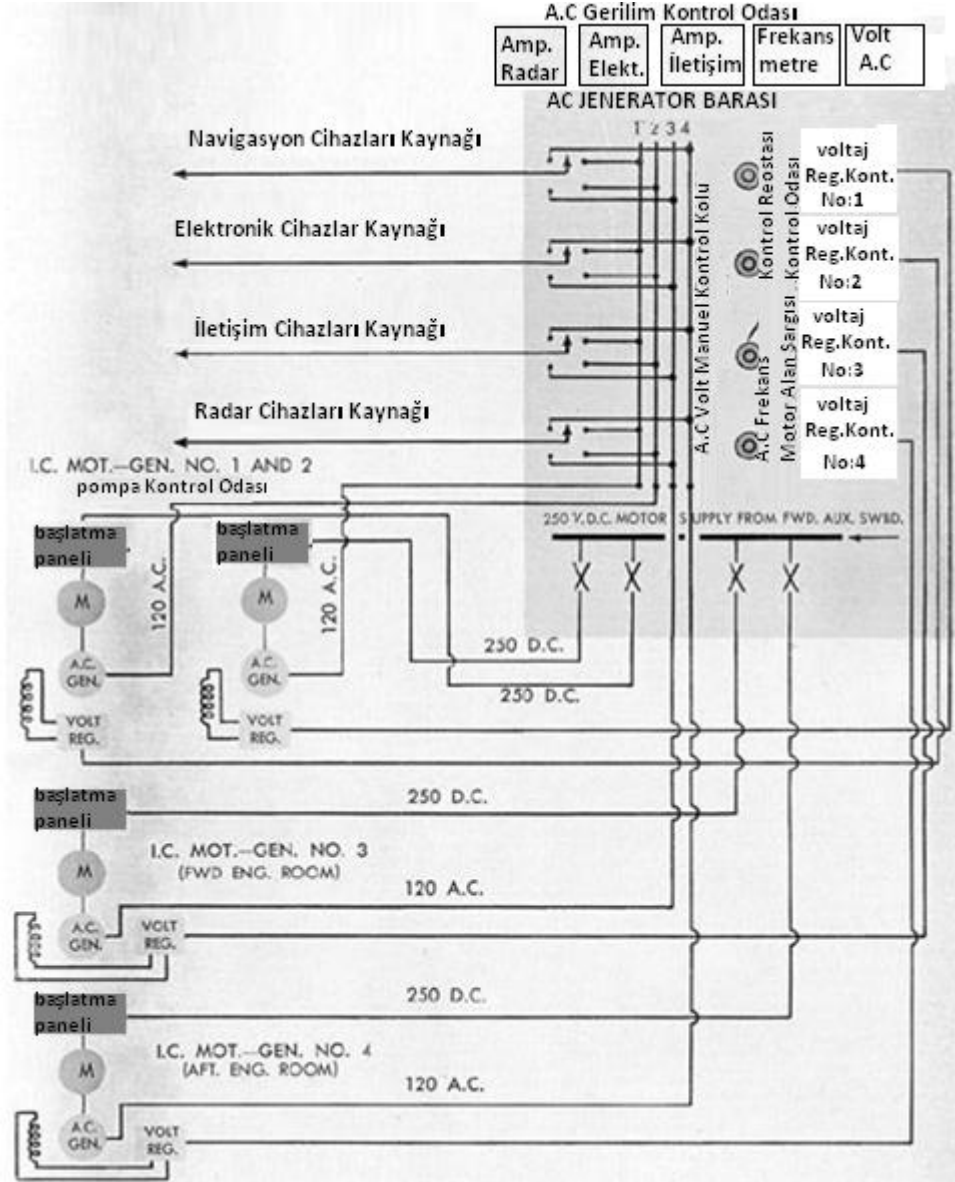 A.C Gerilim Kontrol Odası
Amp.
Radar
Amp.
Elekt.
Amp.
İletişim
Frekans
metre
Volt
A.C
AC JENERATOR BARASI
1 2 3 4
Navigasyon Cihazları Kaynağı
Elektronik Cihazlar Kaynağı
İletişim Cihazları Kaynağı
Radar Cihazları Kaynağı
A.C Volt Manuel Kontrol Kolu
A.C Frekans Kontrol Reostası
Motor Alan Sargısı Kontrol Odası
voltaj
Reg.Kont.
No:1
voltaj
Reg.Kont.
No:2
voltaj
Reg.Kont.
No:3
voltaj
Reg.Kont.
No:4
I.C. MOT.—GEN. NO. 1 AND 2
pompa Kontrol Odası
250 V.D.C. MOTOR SUPPLY FROM FWD. AUX. SWBD.
başlatma
paneli
M
A.C.
GEN.
VOLT
REG.
120 A.C.
başlatma
paneli
M
A.C.
GEN.
VOLT
REG.
120 A.C.
250 D.C.
250 D.C.
başlatma
paneli
250 D.C.
M
I.C. MOT.—GEN. NO. 3
(FWD ENG. ROOM)
120 A.C.
A.C.
GEN.
VOLT
REG.
başlatma
paneli
250 D.C.
M
I.C. MOT.—GEN. NO. 4
(AFT. ENG. ROOM)
120 A.C.
A.C.
GEN.
VOLT
REG.